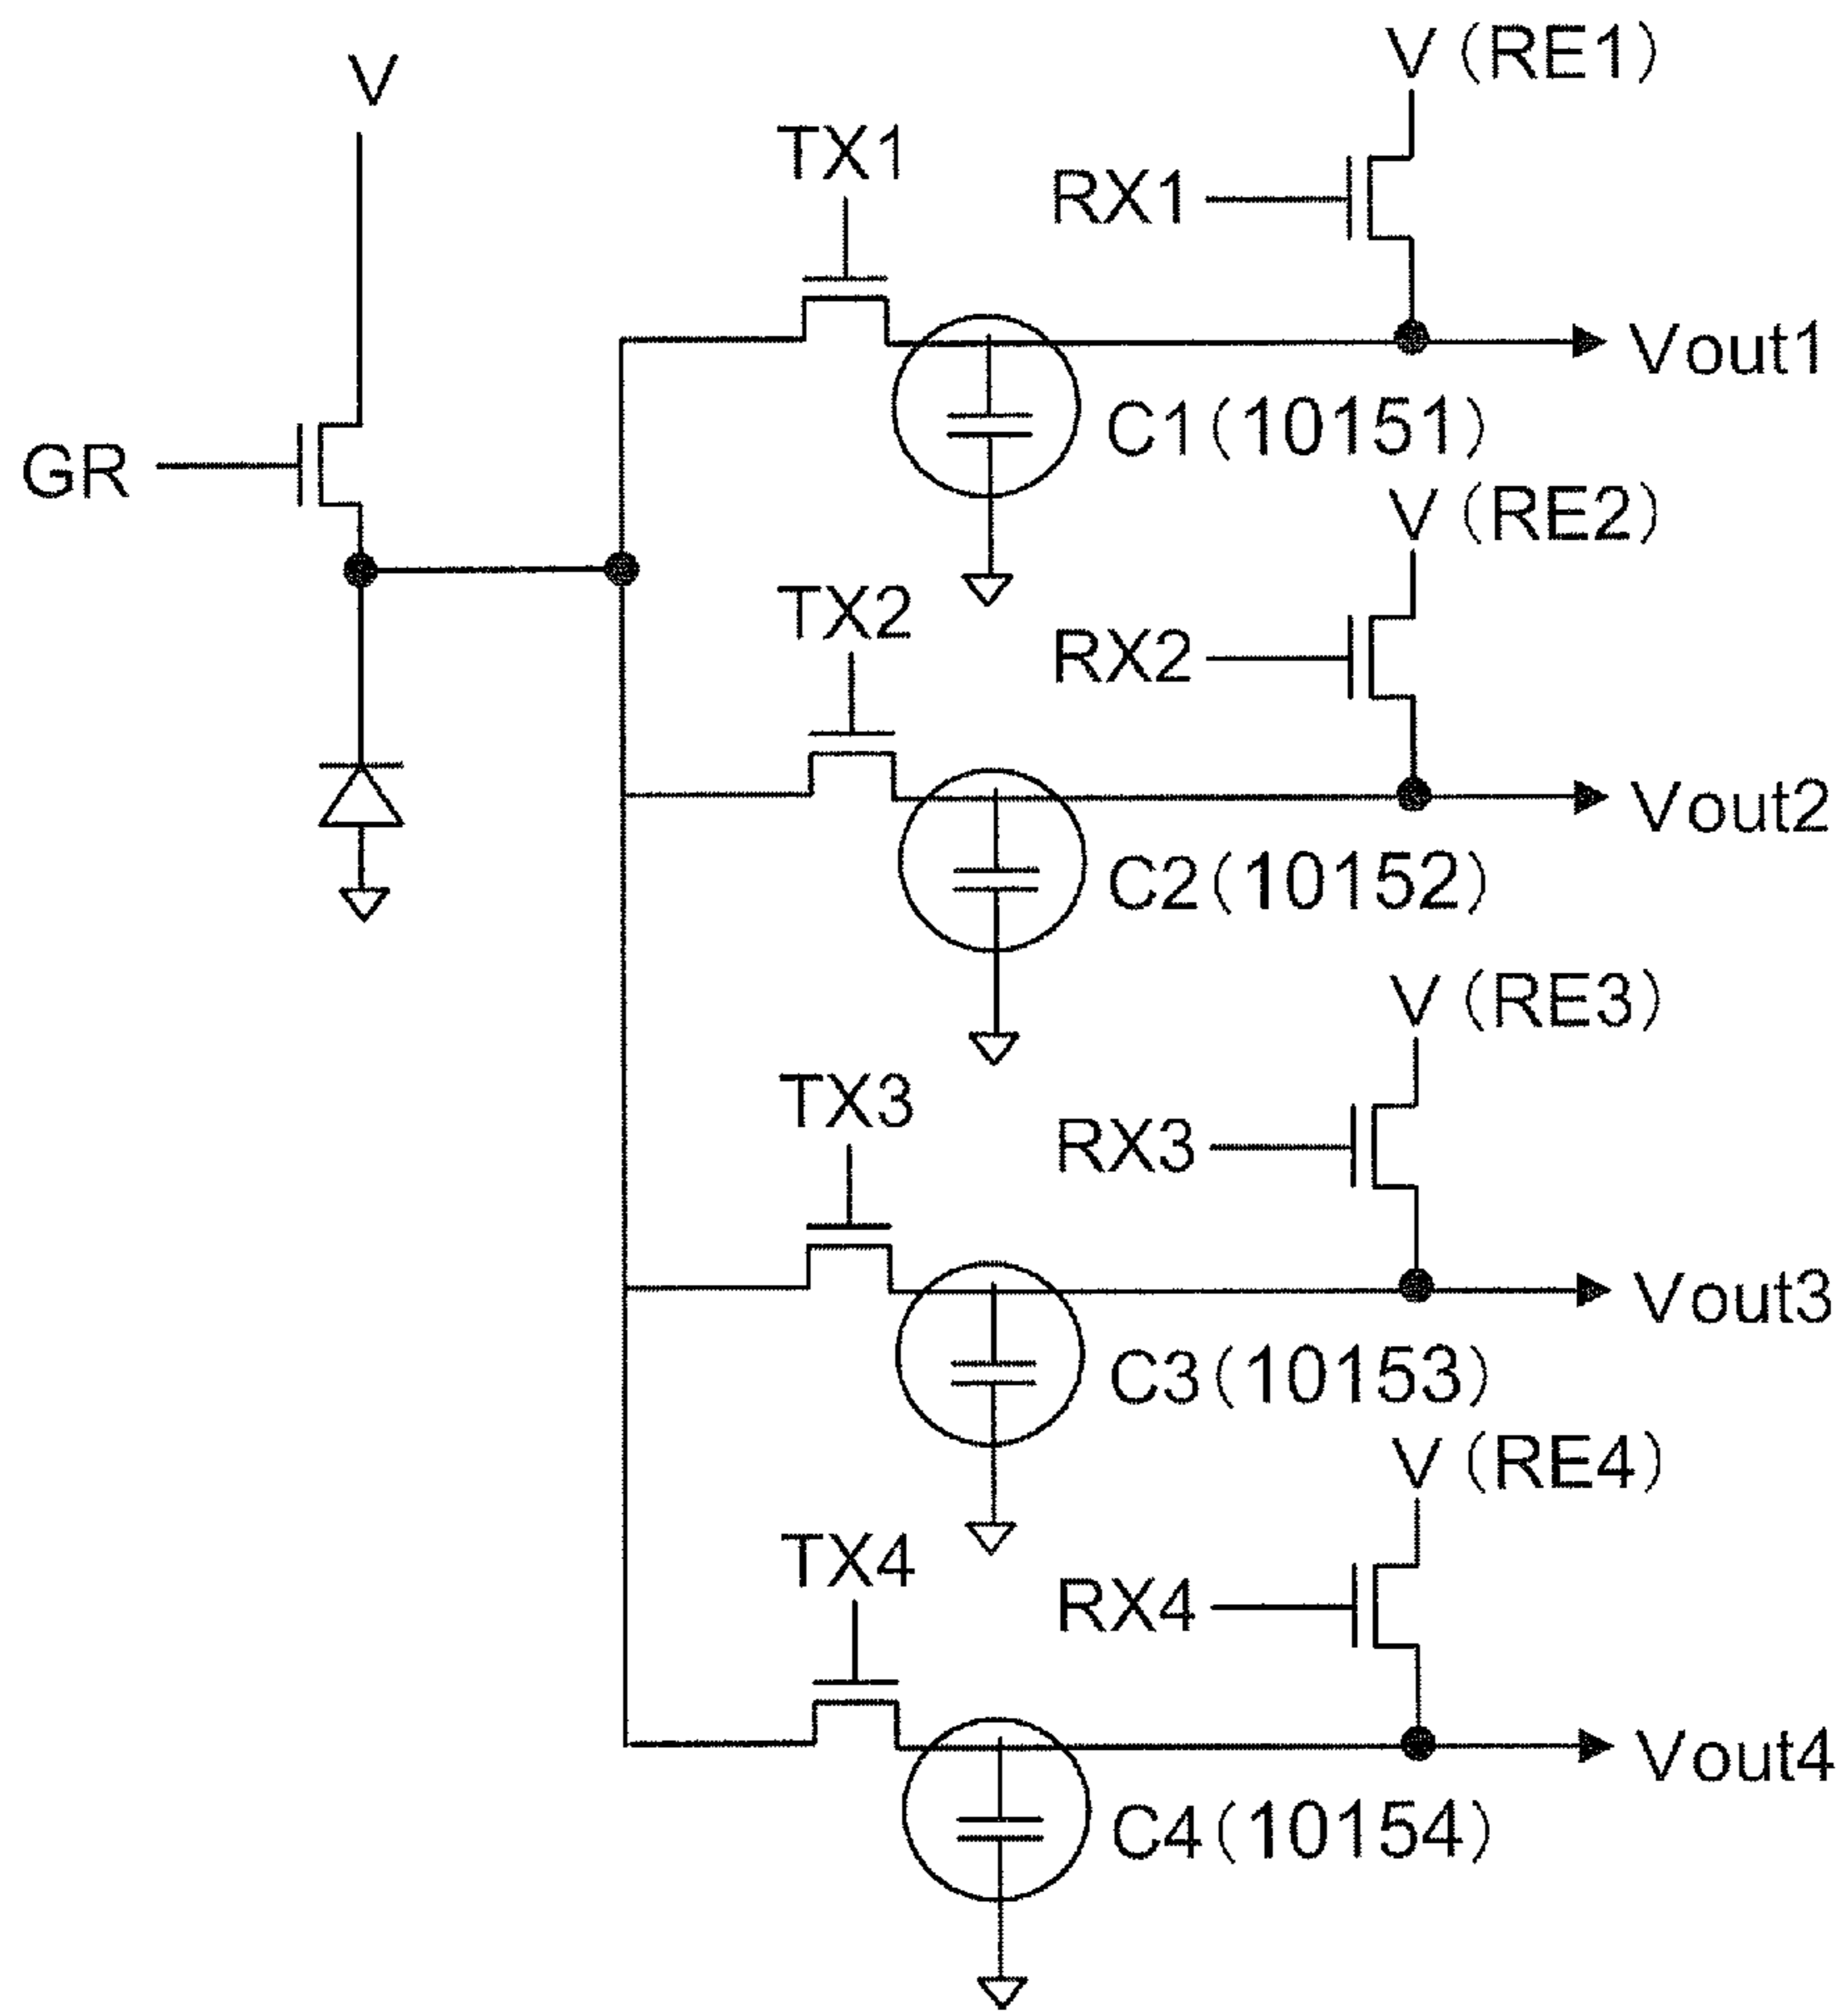 V
V (RE1)
TX1
RX1
Vout1
C1(10151)
GR
V (RE2)
TX2
RX2
Vout2
C2(10152)
V (RE3)
TX3
RX3
Vout3
C3(10153)
V (RE4)
TX4
RX4
Vout4
C4(10154)